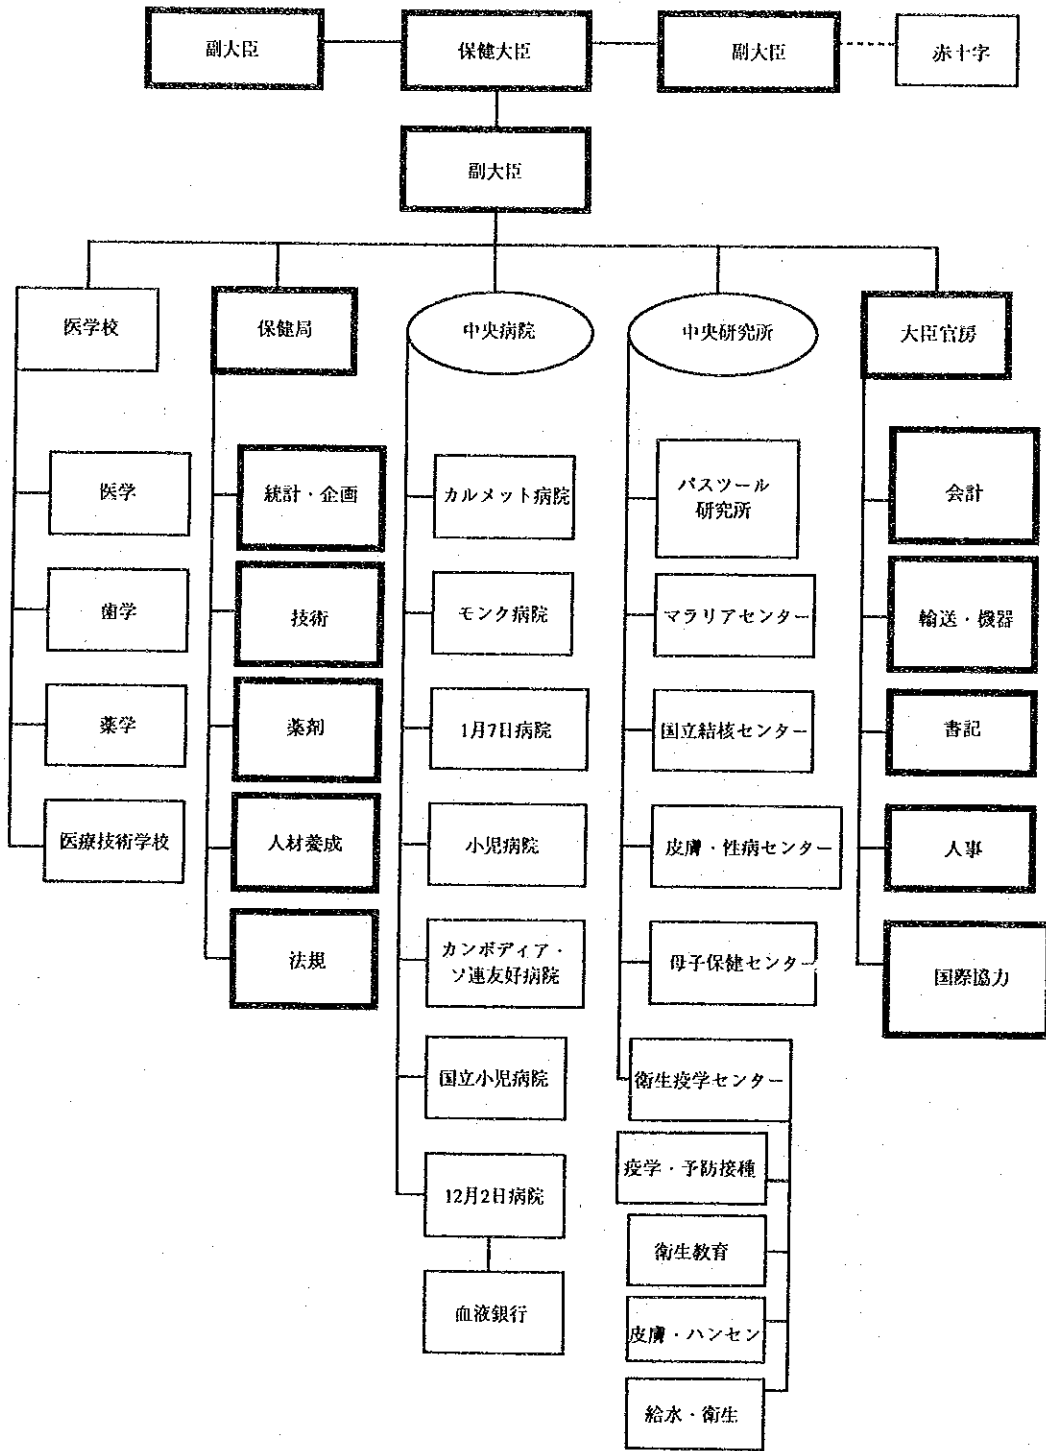 副大臣
保健大臣
副大臣
赤十字
副大臣
医学校
保健局
中央病院
中央研究所
大臣官房
医学
歯学
薬学
医療技術学校
統計・企画
技術
薬剤
人材養成
法規
カルメット病院
モンク病院
1月7日病院
小児病院
カンボディア・
ソ連友好病院
国立小児病院
12月2日病院
血液銀行
パスツール
研究所
マラリアセンター
国立結核センター
皮膚・性病センター
母子保健センター
衛生疫学センター
疫学・予防接種
衛生教育
皮膚・ハンセン
給水・衛生
会計
輸送・機器
書記
人事
国際協力